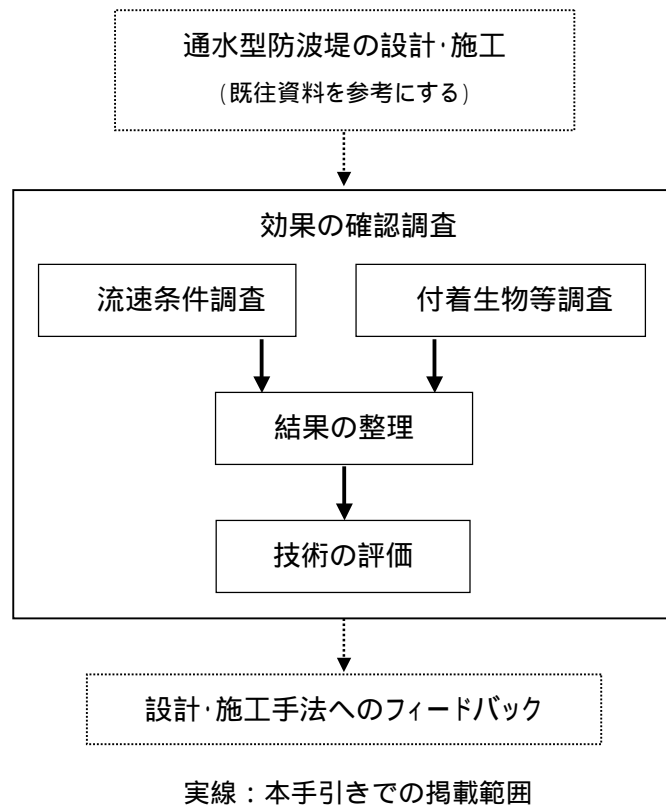 通水型防波堤の設計・施工
(既往資料を参考にする)
効果の確認調査
流速条件調査
付着生物等調査
結果の整理
技術の評価
設計・施工手法へのフィードバック
実線：本手引きでの掲載範囲